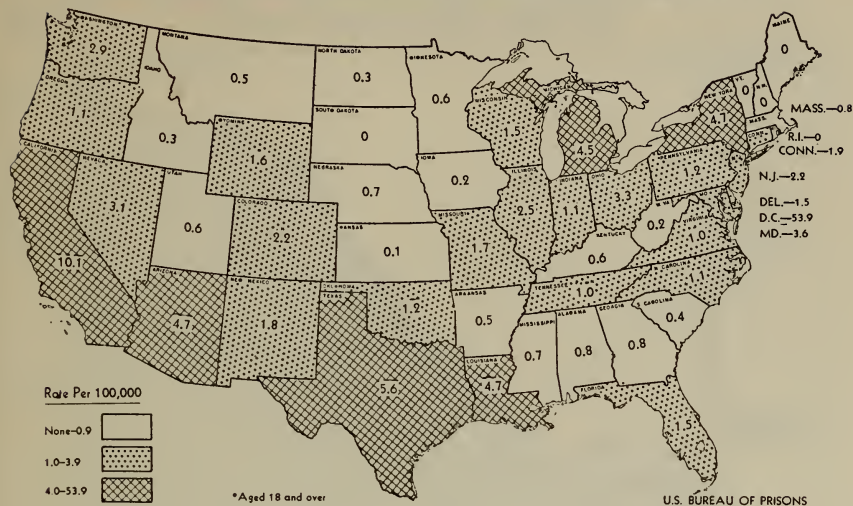 WASHINGTON
2.9
MONTANA
0.5
NORTH DAKOTA
0.3
MINNESOTA
0.6
MAINE
0
OREGON
1.1
IDAHO
0.3
SOUTH DAKOTA
0
WISCONSIN
1.5
MICHIGAN
4.5
NEW YORK
4.7
VT.
0
N.H.
0
MASS.
MASS.—0.8
R.I.—0
CONN.
CONN.—1.9
WYOMING
1.6
IOWA
0.2
NEBRASKA
0.7
PENNSYLVANIA
1.2
N.J.—2.2
CALIFORNIA
10.1
NEVADA
3.1
UTAH
0.6
COLORADO
2.2
KANSAS
0.1
MISSOURI
1.7
ILLINOIS
2.5
INDIANA
1.1
OHIO
3.3
W.VA.
0.2
VIRGINIA
1.0
DEL.—1.5
D.C.—53.9
MD.—3.6
KENTUCKY
0.6
ARIZONA
4.7
NEW MEXICO
1.8
OKLAHOMA
1.2
ARKANSAS
0.5
TENNESSEE
1.0
CAROLINA
1.1
S. CAROLINA
0.4
TEXAS
5.6
LOUISIANA
4.7
MISSISSIPPI
0.7
ALABAMA
0.8
GEORGIA
0.8
FLORIDA
1.5
Rate Per 100,000
None–0.9
1.0–3.9
4.0–53.9
*Aged 18 and over
U.S. BUREAU OF PRISONS